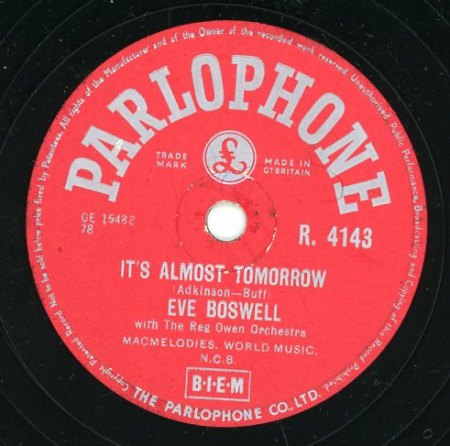 Patented Record Not to be sold below price fixed by Patentees. All rights of the Manufacturer and of the Owner of the recorded work reserved. Unauthorised Public Performance, Broadcasting and Copying of this Record Prohibited. Copyright
PARLOPHONE
TRADE MARK
£
MADE IN GT BRITAIN
CE 15482
78
R. 4143
IT'S ALMOST TOMORROW
(Adkinson—Buff)
EVE BOSWELL
with The Reg Owen Orchestra
MACMELODIES. WORLD MUSIC.
N.C.B.
B·I·E·M
THE PARLOPHONE CO., LTD.